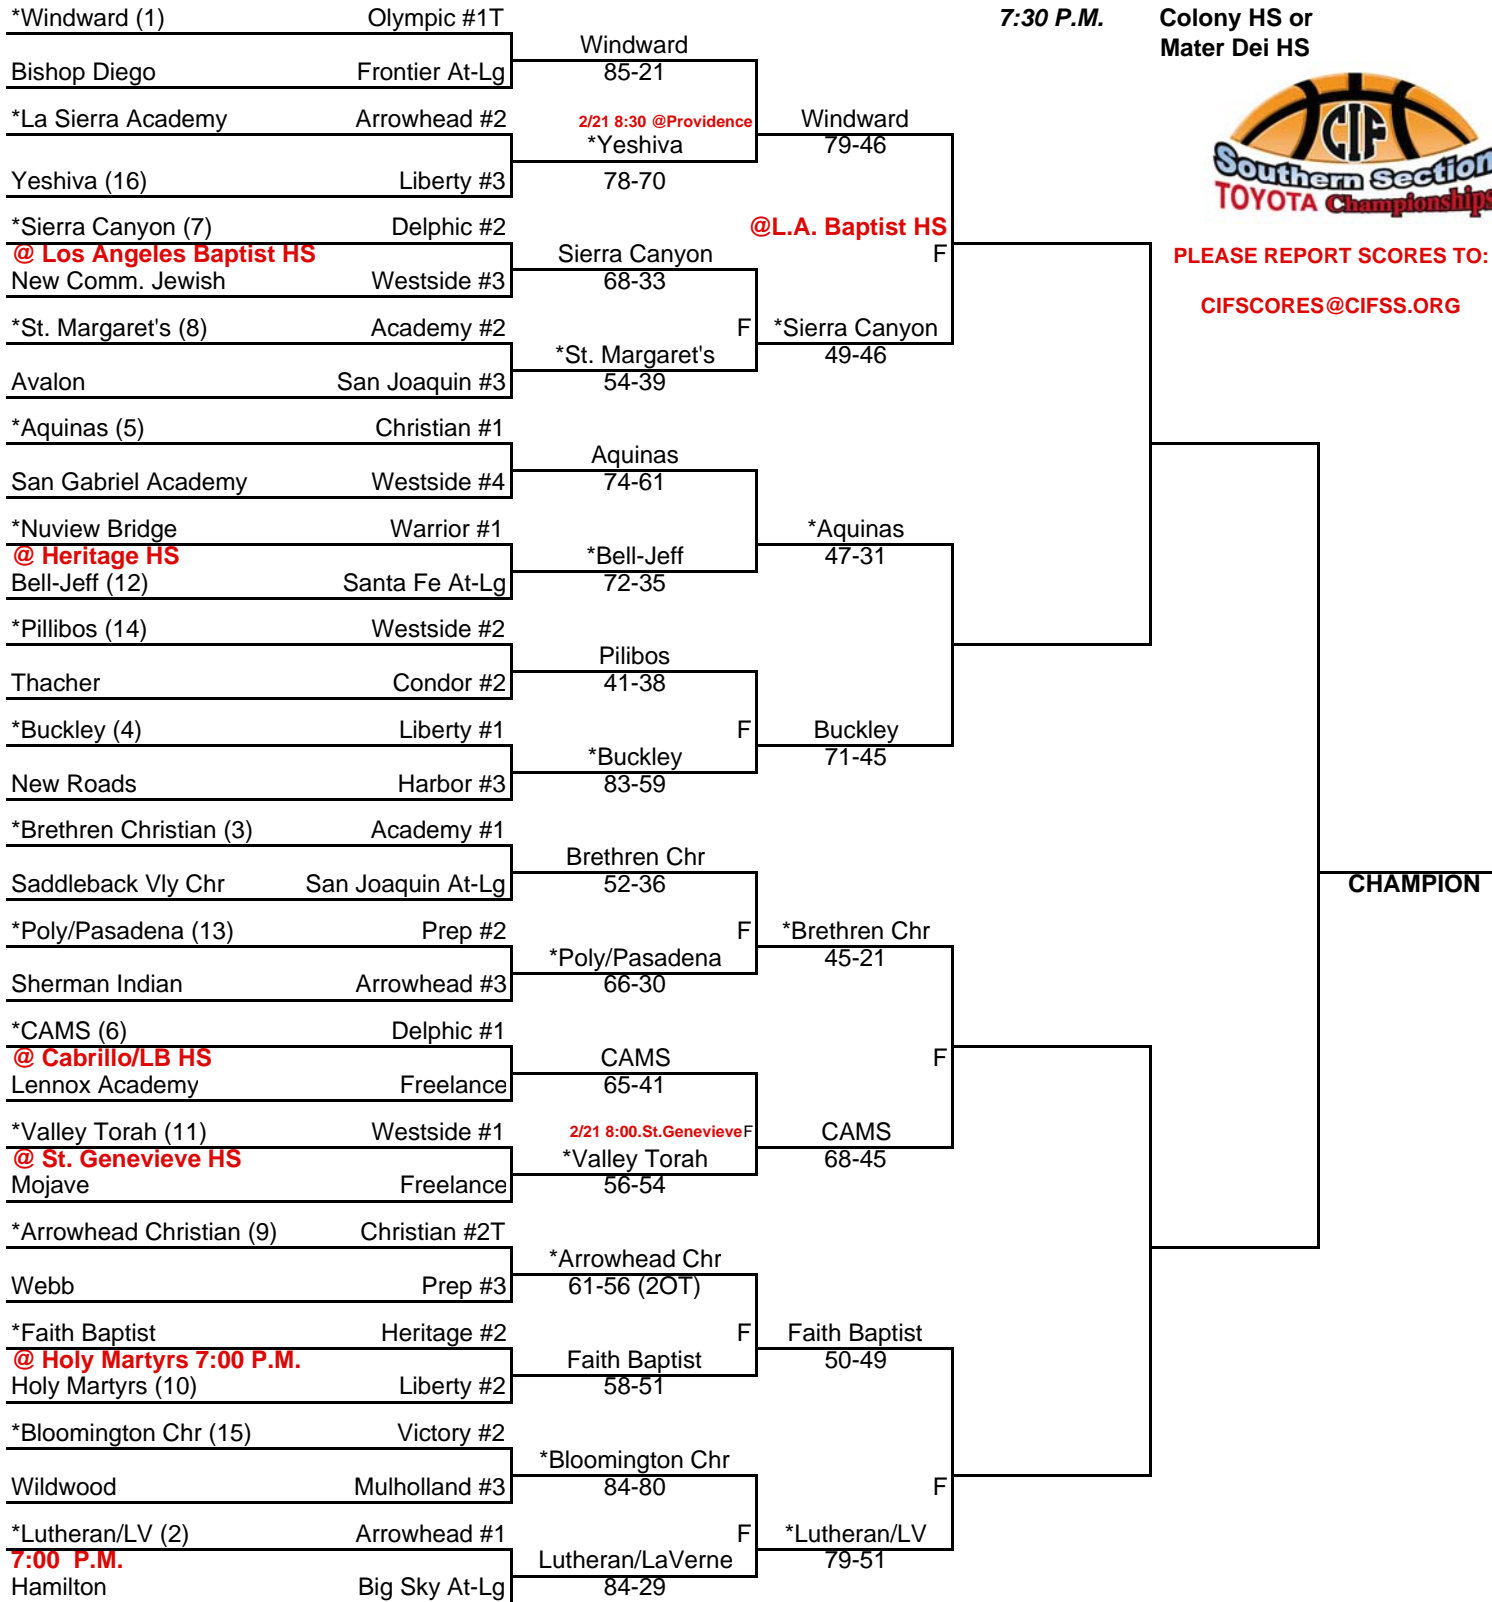 *Windward (1) Olympic #1T
Bishop Diego Frontier At-Lg
*La Sierra Academy Arrowhead #2
Yeshiva (16) Liberty #3
*Sierra Canyon (7) Delphic #2
@ Los Angeles Baptist HS
New Comm. Jewish Westside #3
*St. Margaret's (8) Academy #2
Avalon San Joaquin #3
*Aquinas (5) Christian #1
San Gabriel Academy Westside #4
*Nuview Bridge Warrior #1
@ Heritage HS
Bell-Jeff (12) Santa Fe At-Lg
*Pillibos (14) Westside #2
Thacher Condor #2
*Buckley (4) Liberty #1
New Roads Harbor #3
*Brethren Christian (3) Academy #1
Saddleback Vly Chr San Joaquin At-Lg
*Poly/Pasadena (13) Prep #2
Sherman Indian Arrowhead #3
*CAMS (6) Delphic #1
@ Cabrillo/LB HS
Lennox Academy Freelance
*Valley Torah (11) Westside #1
@ St. Genevieve HS
Mojave Freelance
*Arrowhead Christian (9) Christian #2T
Webb Prep #3
*Faith Baptist Heritage #2
@ Holy Martyrs 7:00 P.M.
Holy Martyrs (10) Liberty #2
*Bloomington Chr (15) Victory #2
Wildwood Mulholland #3
*Lutheran/LV (2) Arrowhead #1
7:00 P.M.
Hamilton Big Sky At-Lg
Windward
85-21
2/21 8:30 @Providence
*Yeshiva
78-70
Sierra Canyon
68-33
F
*St. Margaret's
54-39
Aquinas
74-61
*Bell-Jeff
72-35
Pilibos
41-38
F
*Buckley
83-59
Brethren Chr
52-36
F
*Poly/Pasadena
66-30
CAMS
65-41
2/21 8:00.St.Genevieve F
*Valley Torah
56-54
*Arrowhead Chr
61-56 (2OT)
F
Faith Baptist
58-51
*Bloomington Chr
84-80
F
Lutheran/LaVerne
84-29
Windward
79-46
@L.A. Baptist HS
F
*Sierra Canyon
49-46
*Aquinas
47-31
Buckley
71-45
*Brethren Chr
45-21
F
CAMS
68-45
Faith Baptist
50-49
F
*Lutheran/LV
79-51
7:30 P.M. Colony HS or
Mater Dei HS
CIF
Southern Section
TOYOTA Championships
PLEASE REPORT SCORES TO:
CIFSCORES@CIFSS.ORG
CHAMPION